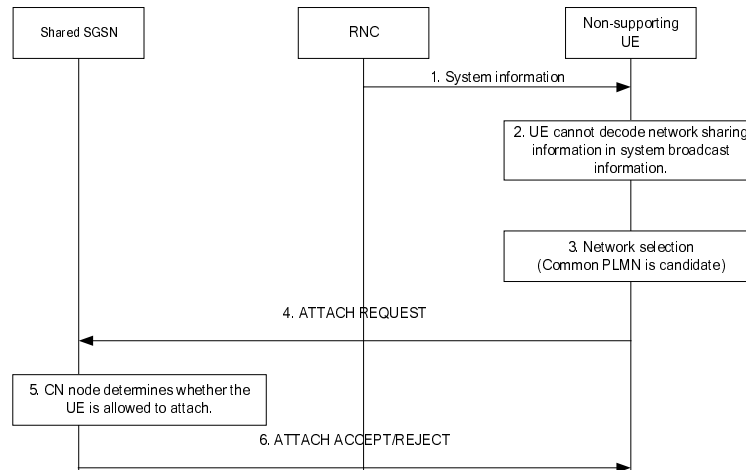 Shared SGSN
RNC
Non-supporting
UE
1. System information
2. UE cannot decode network sharing
information in system broadcast
information.
3. Network selection
(Common PLMN is candidate)
4. ATTACH REQUEST
5. CN node determines whether the
UE is allowed to attach.
6. ATTACH ACCEPT/REJECT